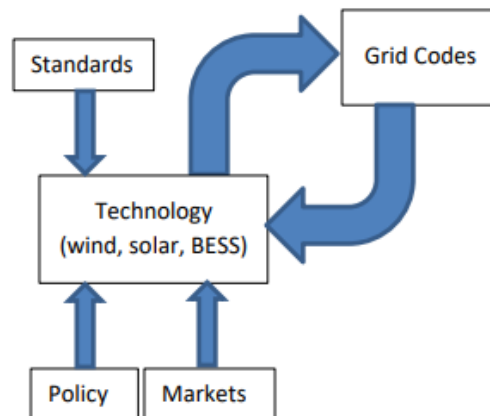 Standards
Grid Codes
Technology
(wind, solar, BESS)
Policy
Markets